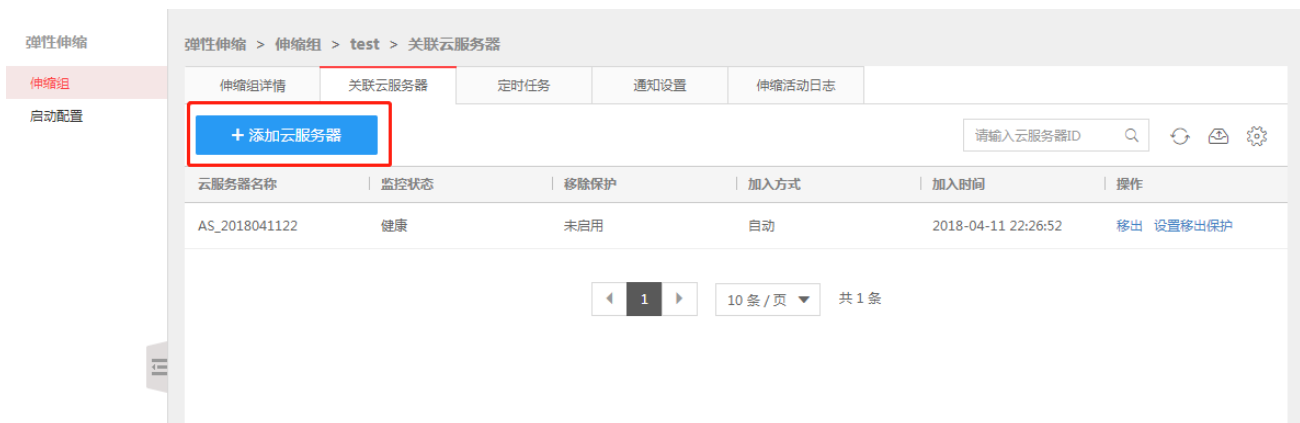 弹性伸缩
伸缩组
启动配置
弹性伸缩 > 伸缩组 > test > 关联云服务器
伸缩组详情 关联云服务器 定时任务 通知设置 伸缩活动日志
+ 添加云服务器 请输入云服务器ID
云服务器名称 监控状态 移除保护 加入方式 加入时间 操作
AS_2018041122 健康 未启用 自动 2018-04-11 22:26:52 移出 设置移出保护
1 10 条 / 页 共 1 条